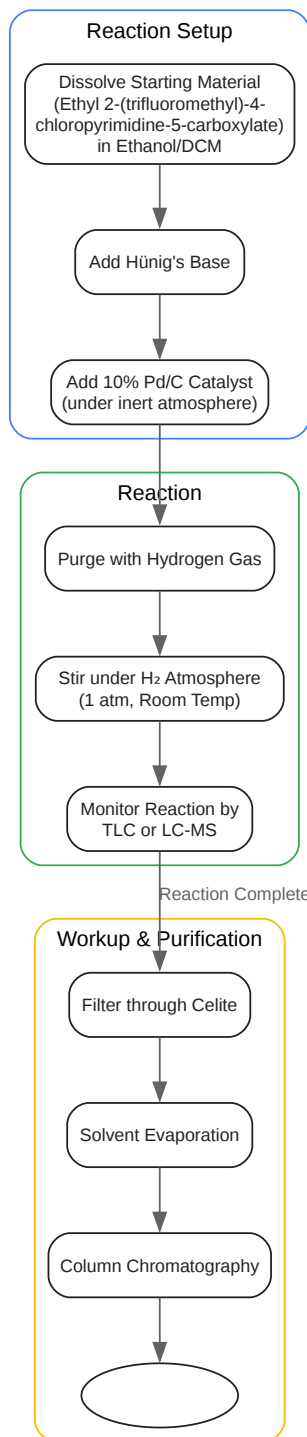 Reaction Setup
Dissolve Starting Material
(Ethyl 2-(trifluoromethyl)-4-
chloropyrimidine-5-carboxylate)
in Ethanol/DCM
Add Hünig's Base
Add 10% Pd/C Catalyst
(under inert atmosphere)
Reaction
Purge with Hydrogen Gas
Stir under H₂ Atmosphere
(1 atm, Room Temp)
Monitor Reaction by
TLC or LC-MS
Reaction Complete
Workup & Purification
Filter through Celite
Solvent Evaporation
Column Chromatography